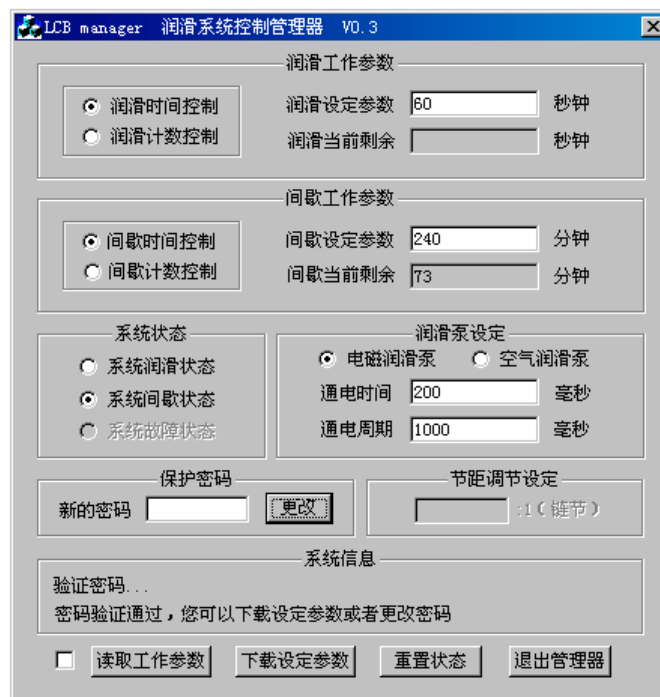 LCB manager 润滑系统控制管理器 V0.3
润滑工作参数
润滑时间控制 润滑设定参数 60 秒钟
润滑计数控制 润滑当前剩余 秒钟
间歇工作参数
间歇时间控制 间歇设定参数 240 分钟
间歇计数控制 间歇当前剩余 73 分钟
系统状态 润滑泵设定
系统润滑状态 电磁润滑泵 空气润滑泵
系统间歇状态 通电时间 200 毫秒
系统故障状态 通电周期 1000 毫秒
保护密码 节距调节设定
新的密码 更改 :1(链节)
系统信息
验证密码...
密码验证通过,您可以下载设定参数或者更改密码
读取工作参数 下载设定参数 重置状态 退出管理器